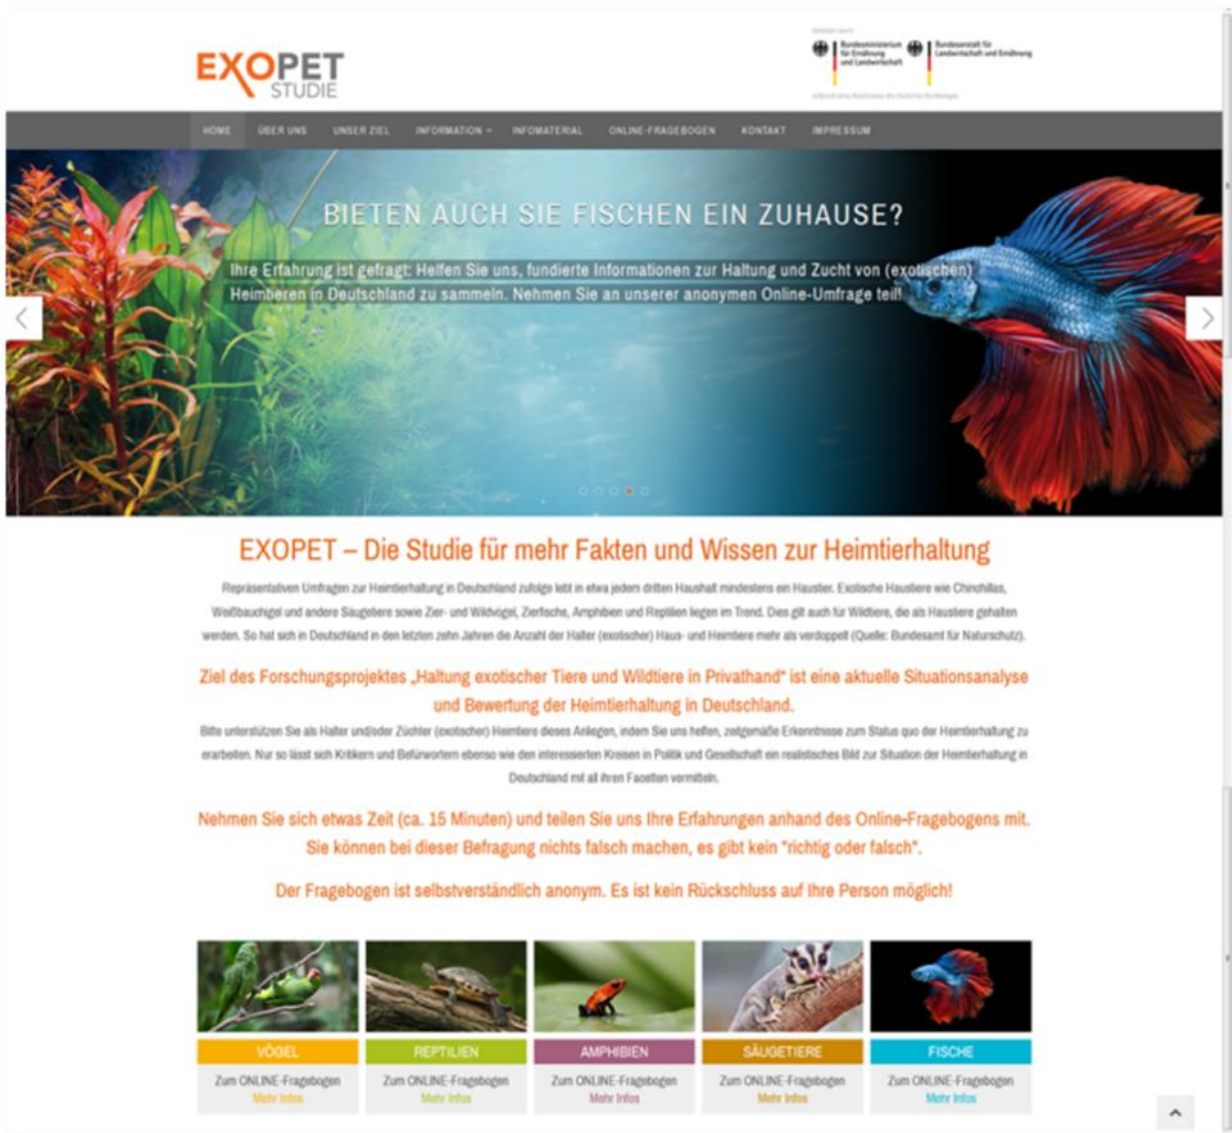 Gefördert durch:
EXOPET
STUDIE
Bundesministerium
für Ernährung
und Landwirtschaft
Bundesanstalt für
Landwirtschaft und Ernährung
aufgrund eines Beschlusses des Deutschen Bundestages
HOME ÜBER UNS UNSER ZIEL INFORMATION INFOMATERIAL ONLINE-FRAGEBOGEN KONTAKT IMPRESSUM
BIETEN AUCH SIE FISCHEN EIN ZUHAUSE?
Ihre Erfahrung ist gefragt: Helfen Sie uns, fundierte Informationen zur Haltung und Zucht von (exotischen)
Heimtieren in Deutschland zu sammeln. Nehmen Sie an unserer anonymen Online-Umfrage teil!
EXOPET – Die Studie für mehr Fakten und Wissen zur Heimtierhaltung
Repräsentativen Umfragen zur Heimtierhaltung in Deutschland zufolge lebt in etwa jedem dritten Haushalt mindestens ein Haustier. Exotische Haustiere wie Chinchillas,
Weißbauchigel und andere Säugetiere sowie Zier- und Wildvögel, Zierfische, Amphibien und Reptilien liegen im Trend. Dies gilt auch für Wildtiere, die als Haustiere gehalten
werden. So hat sich in Deutschland in den letzten zehn Jahren die Anzahl der Halter (exotischer) Haus- und Heimtiere mehr als verdoppelt (Quelle: Bundesamt für Naturschutz).
Ziel des Forschungsprojektes „Haltung exotischer Tiere und Wildtiere in Privathand“ ist eine aktuelle Situationsanalyse
und Bewertung der Heimtierhaltung in Deutschland.
Bitte unterstützen Sie als Halter und/oder Züchter (exotischer) Heimtiere dieses Anliegen, indem Sie uns helfen, zeitgemäße Erkenntnisse zum Status quo der Heimtierhaltung zu
erarbeiten. Nur so lässt sich Kritikern und Befürwortern ebenso wie den interessierten Kreisen in Politik und Gesellschaft ein realistisches Bild zur Situation der Heimtierhaltung in
Deutschland mit all ihren Facetten vermitteln.
Nehmen Sie sich etwas Zeit (ca. 15 Minuten) und teilen Sie uns Ihre Erfahrungen anhand des Online-Fragebogens mit.
Sie können bei dieser Befragung nichts falsch machen, es gibt kein "richtig oder falsch".
Der Fragebogen ist selbstverständlich anonym. Es ist kein Rückschluss auf Ihre Person möglich!
VÖGEL REPTILIEN AMPHIBIEN SÄUGETIERE FISCHE
Zum ONLINE-Fragebogen Zum ONLINE-Fragebogen Zum ONLINE-Fragebogen Zum ONLINE-Fragebogen Zum ONLINE-Fragebogen
Mehr Infos Mehr Infos Mehr Infos Mehr Infos Mehr Infos